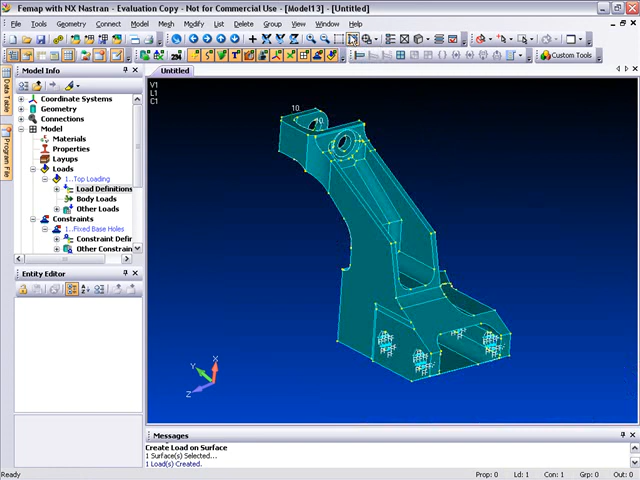 Femap with NX Nastran - Evaluation Copy - Not for Commercial Use - [Model13] - [Untitled]
File Tools Geometry Connect Model Mesh Modify List Delete Group View Window Help
Custom Tools
Model Info
Untitled
Data Table
Program File
Coordinate Systems
Geometry
Connections
Model
Materials
Properties
Layups
Loads
1..Top Loading
Load Definitions
Body Loads
Other Loads
Constraints
1..Fixed Base Holes
Constraint Defir
Other Constrain
Entity Editor
V1
L1
C1
10.
10.
X
Y
Z
Messages
Create Load on Surface
1 Surface(s) Selected...
1 Load(s) Created.
Ready
Prop: 0 Ld: 1 Con: 1 Grp: 0 Out: 0